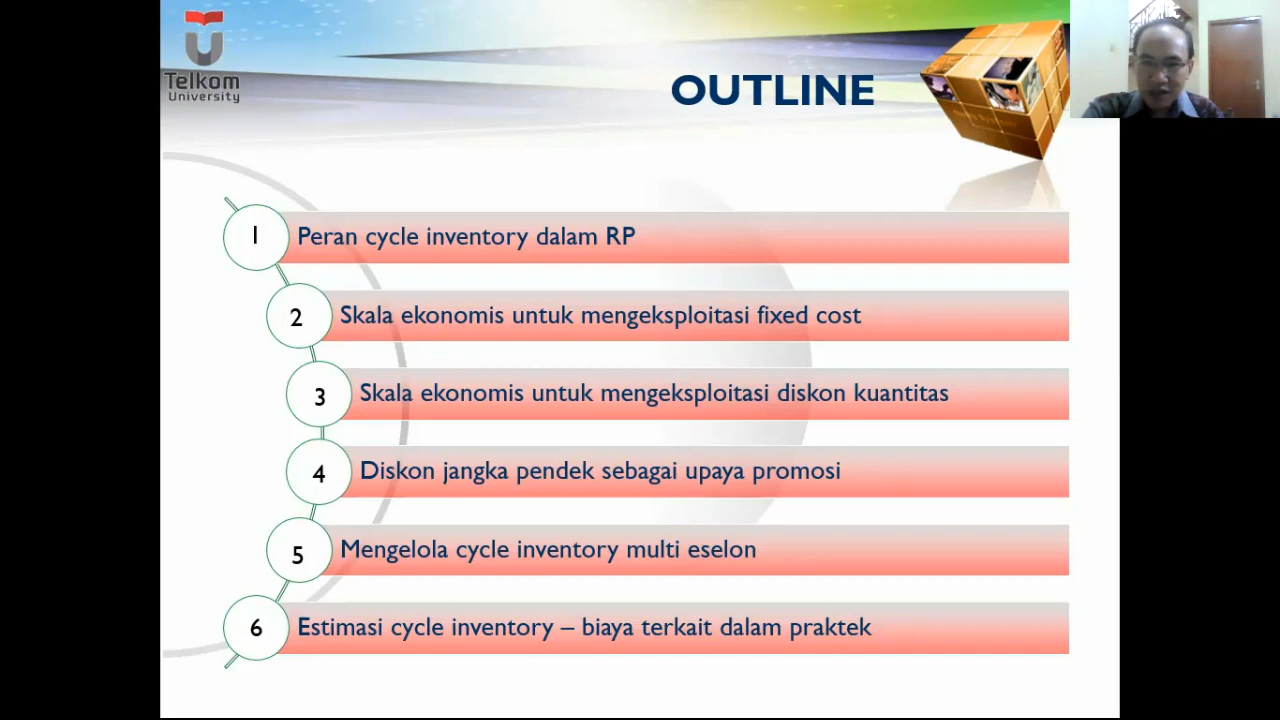 Telkom
University
OUTLINE
1
Peran cycle inventory dalam RP
2
Skala ekonomis untuk mengeksploitasi fixed cost
3
Skala ekonomis untuk mengeksploitasi diskon kuantitas
4
Diskon jangka pendek sebagai upaya promosi
5
Mengelola cycle inventory multi eselon
6
Estimasi cycle inventory – biaya terkait dalam praktek